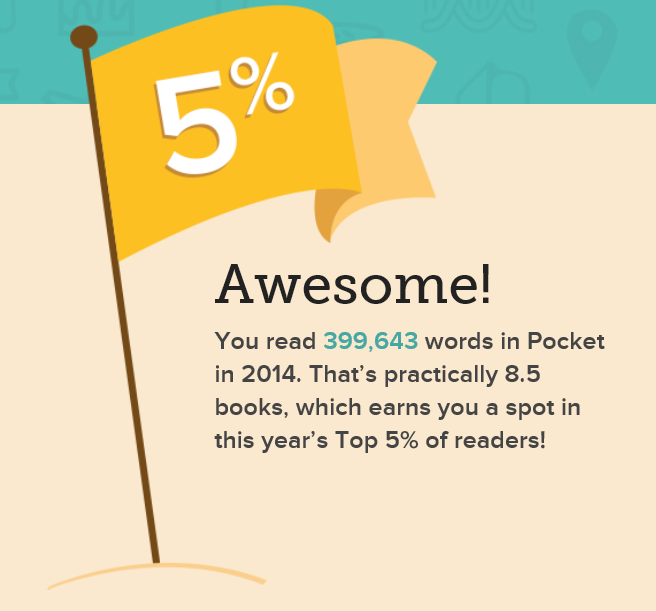 5%
Awesome!
You read 399,643 words in Pocket
in 2014. That’s practically 8.5
books, which earns you a spot in
this year’s Top 5% of readers!